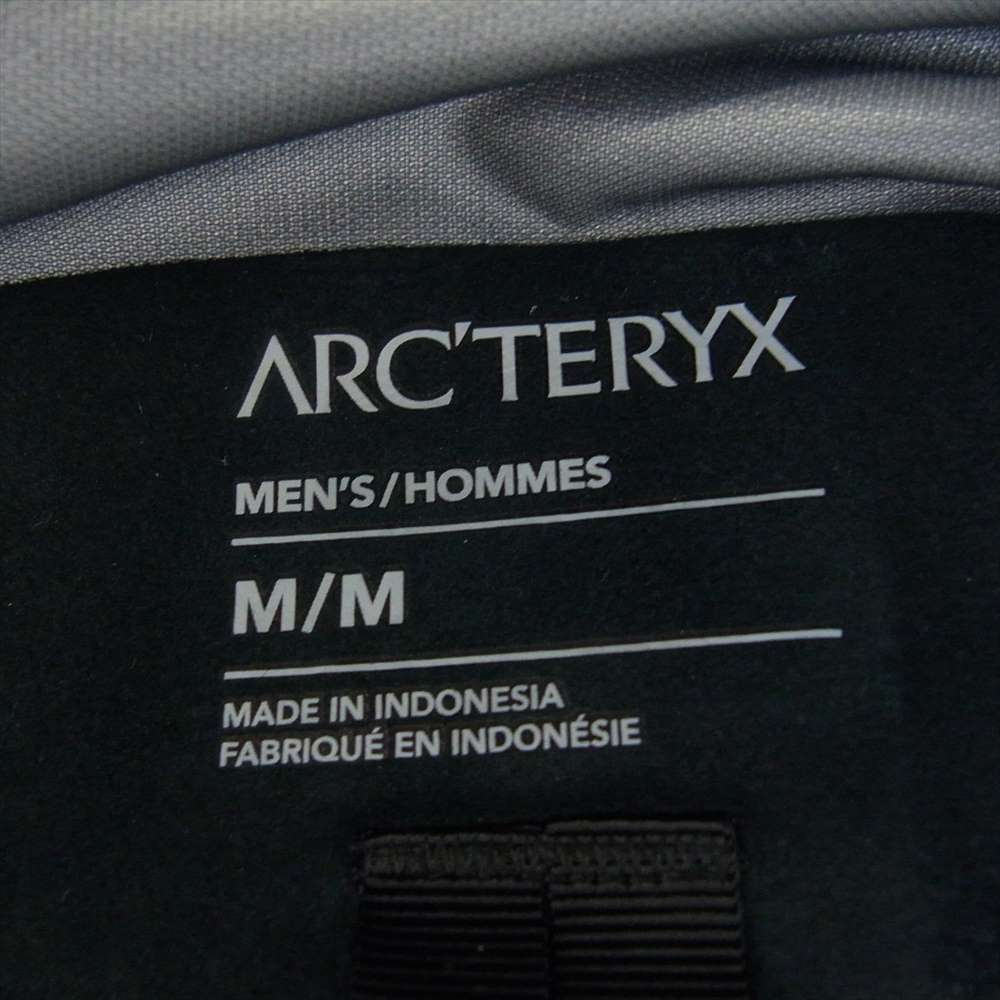 ARC'TERYX
MEN'S/HOMMES
M/M
MADE IN INDONESIA
FABRIQUÉ EN INDONÉSIE